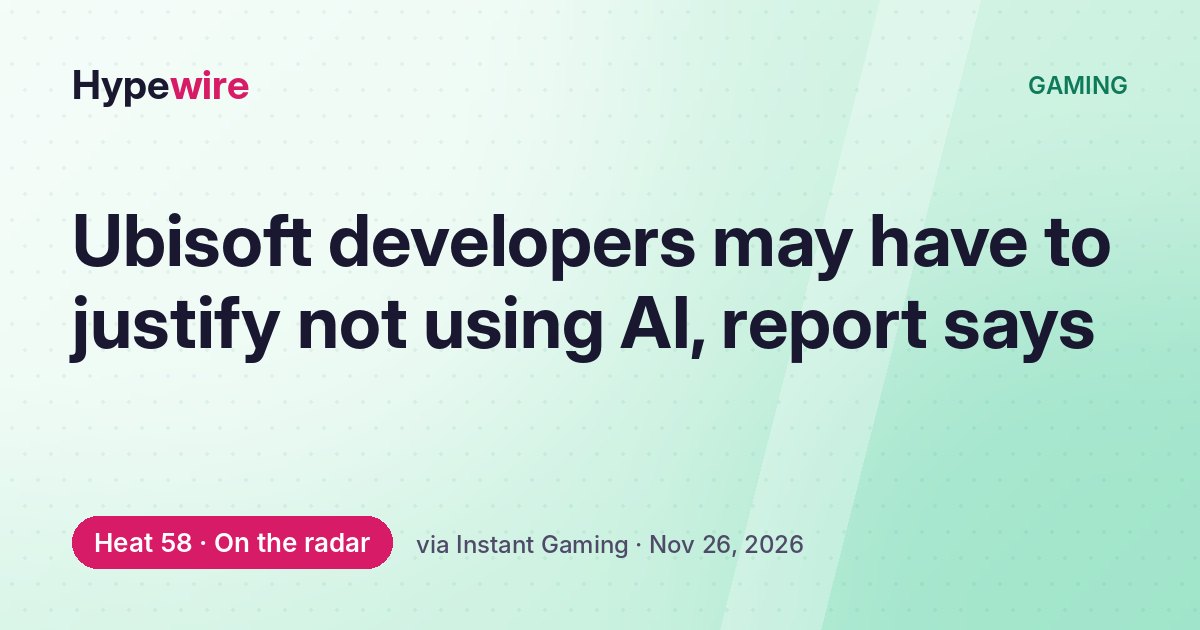 Hypewire
GAMING
Ubisoft developers may have to
justify not using AI, report says
Heat 58 · On the radar
via Instant Gaming · Nov 26, 2026